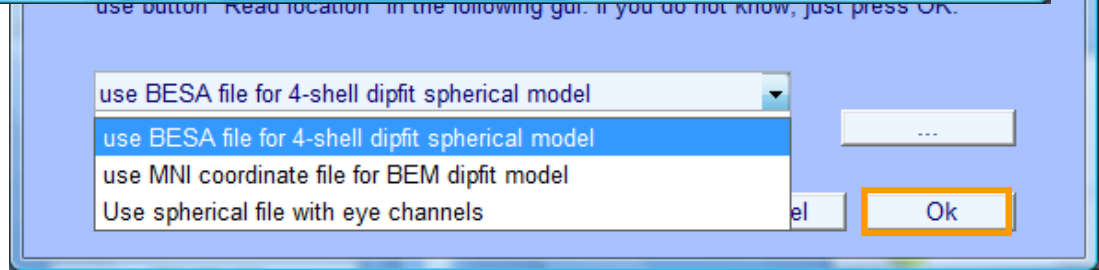 use button "Read location" in the following gui. If you do not know, just press OK.
use BESA file for 4-shell dipfit spherical model
use BESA file for 4-shell dipfit spherical model
...
use MNI coordinate file for BEM dipfit model
Use spherical file with eye channels
el
Ok